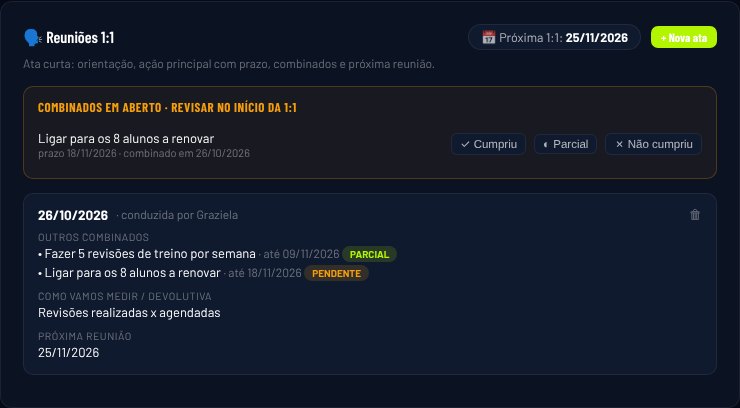 🗣️ Reuniões 1:1
📅 Próxima 1:1: 25/11/2026
+ Nova ata
Ata curta: orientação, ação principal com prazo, combinados e próxima reunião.
COMBINADOS EM ABERTO · REVISAR NO INÍCIO DA 1:1
Ligar para os 8 alunos a renovar
prazo 18/11/2026 · combinado em 26/10/2026
✓ Cumpriu
◐ Parcial
✕ Não cumpriu
26/10/2026 · conduzida por Graziela
OUTROS COMBINADOS
• Fazer 5 revisões de treino por semana · até 09/11/2026 PARCIAL
• Ligar para os 8 alunos a renovar · até 18/11/2026 PENDENTE
COMO VAMOS MEDIR / DEVOLUTIVA
Revisões realizadas x agendadas
PRÓXIMA REUNIÃO
25/11/2026